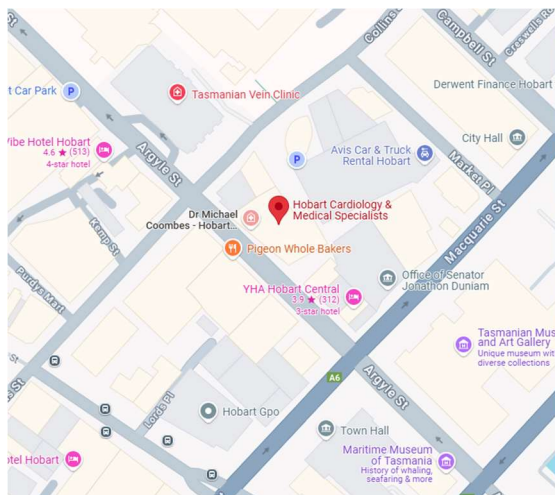 Collins
Campbell St
Creswells Ro
t Car Park
P
Tasmanian Vein Clinic
Derwent Finance Hobart
City Hall
Vibe Hotel Hobart
4.6 ★ (513)
4-star hotel
P
Avis Car & Truck
Rental Hobart
Argyle St
Market Pl
Kemp St
Dr Michael
Coombes - Hobart...
Hobart Cardiology &
Medical Specialists
Macquarie St
Pigeon Whole Bakers
Purdys Mart
Office of Senator
Jonathon Duniam
YHA Hobart Central
3.9 ★ (312)
3-star hotel
Tasmanian Mus
and Art Gallery
Unique museum wit
diverse collections
A6
Argyle St
Lords Pl
Hobart Gpo
Town Hall
Maritime Museum
of Tasmania
History of whaling,
seafaring & more
otel Hobart